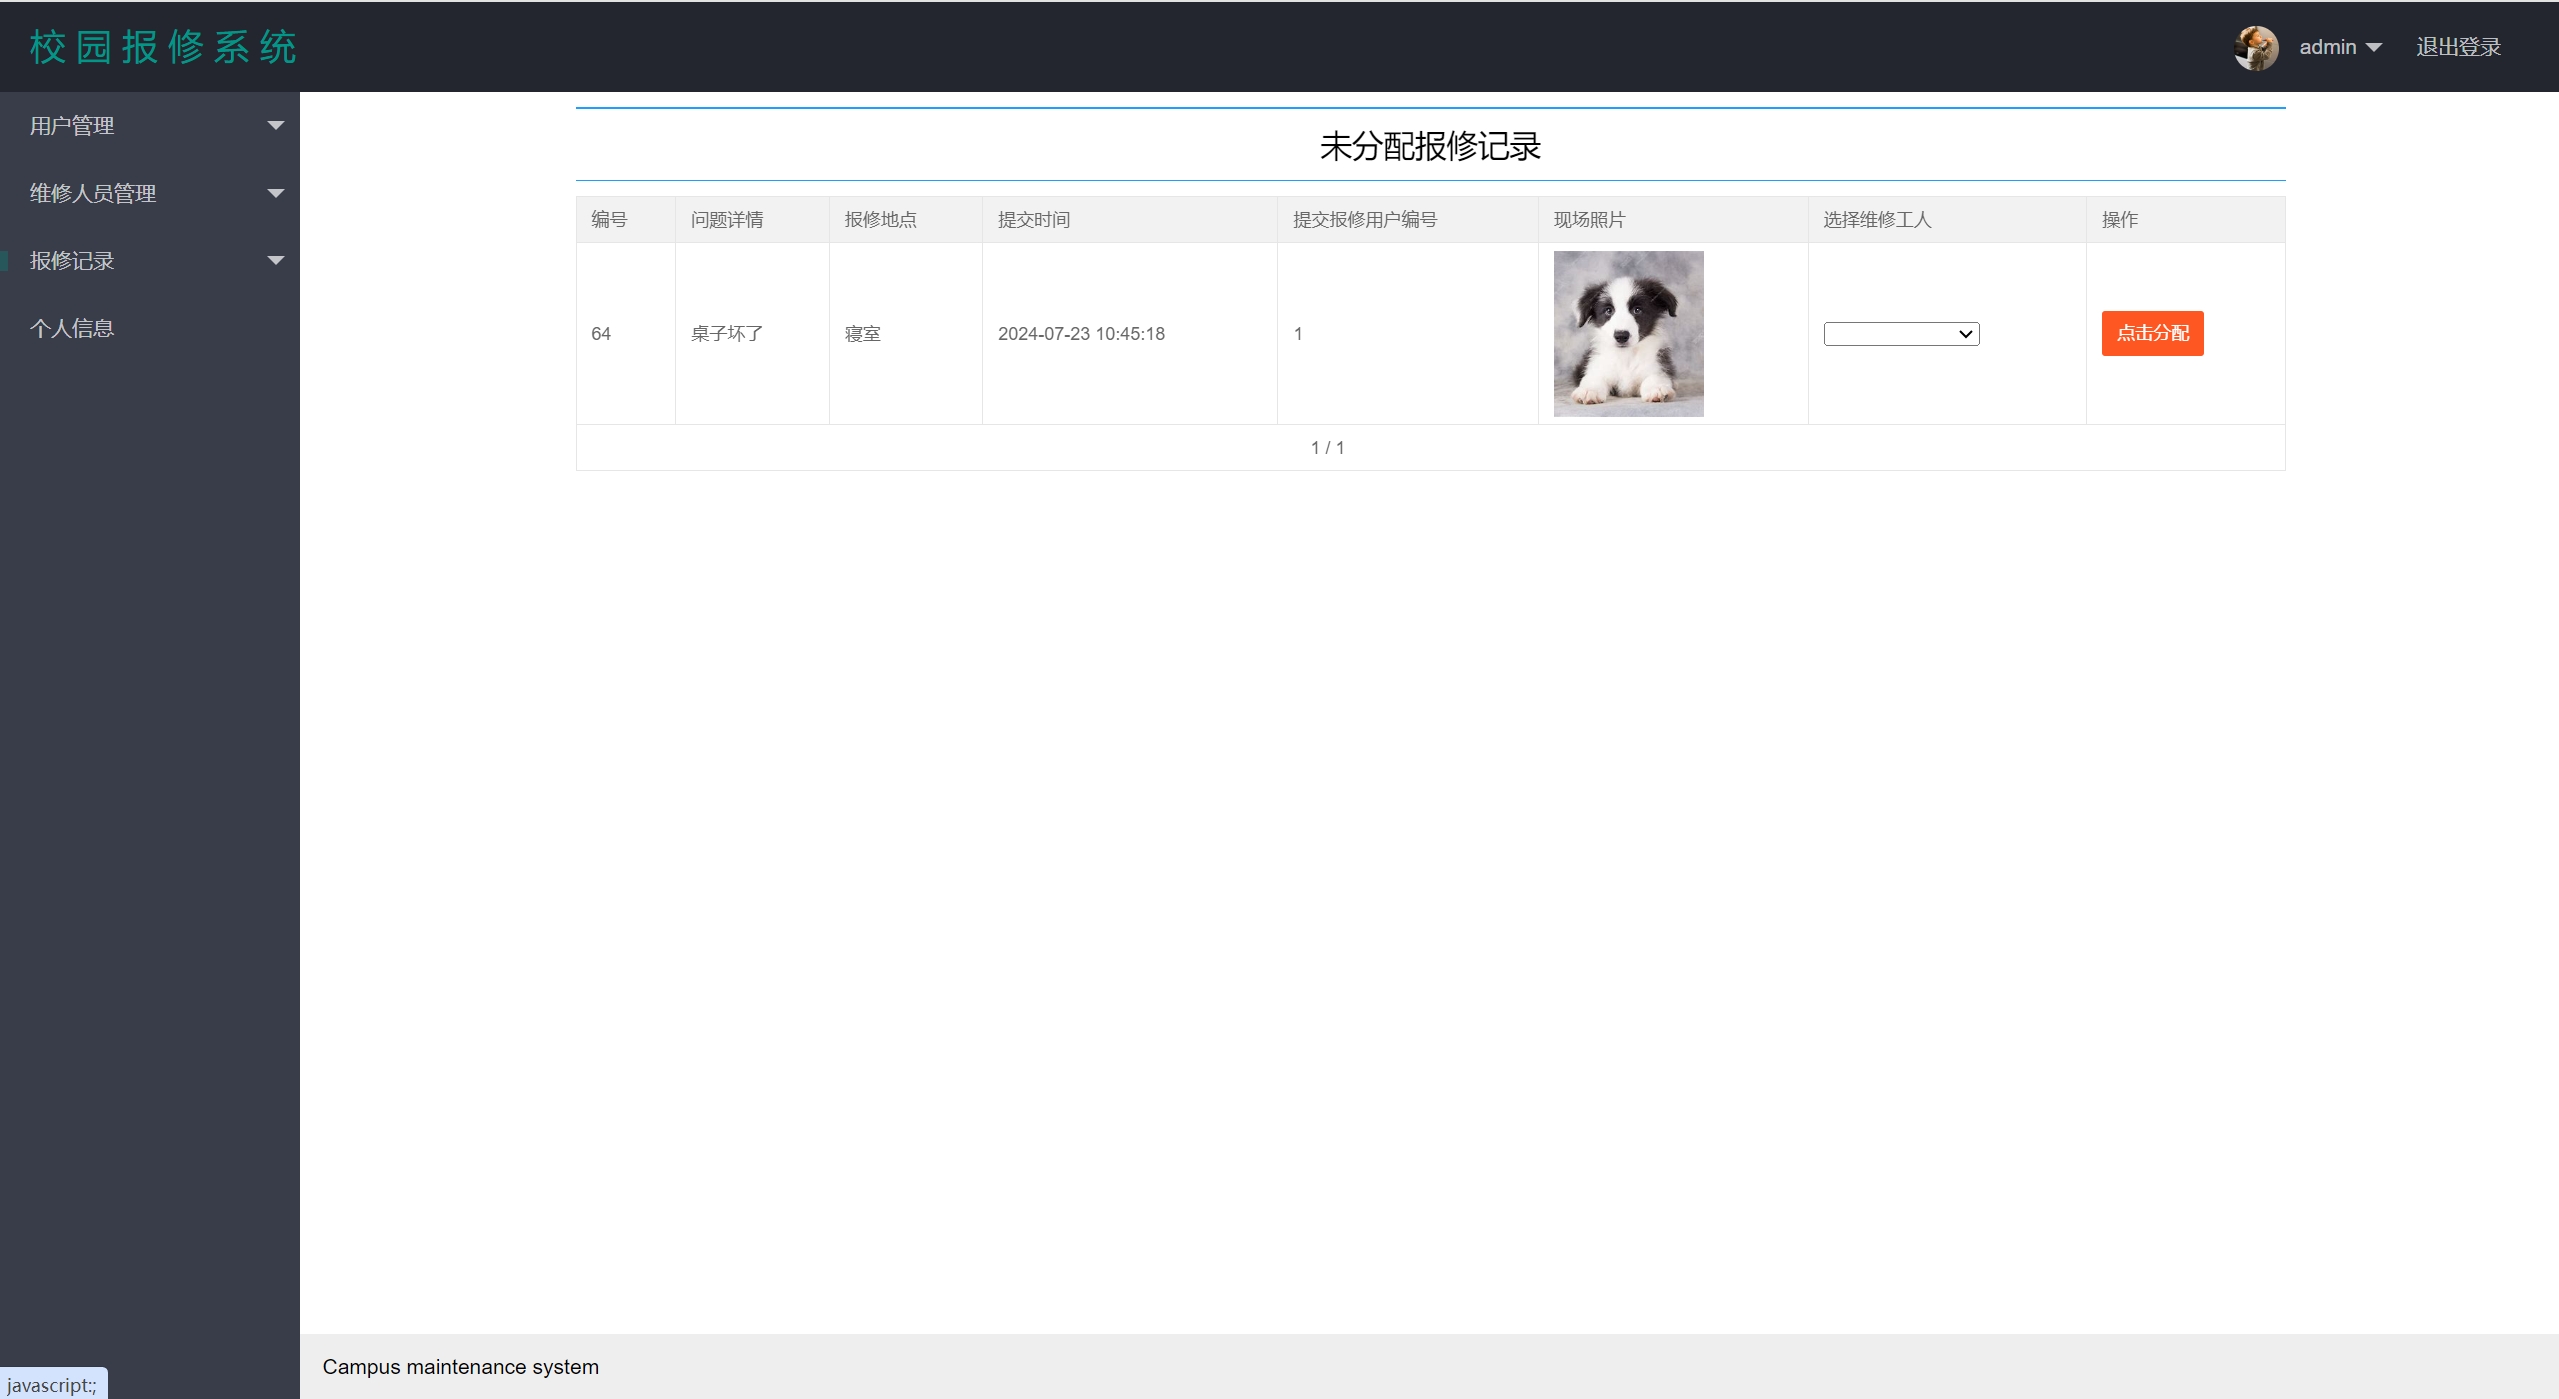 校园报修系统
admin
退出登录
用户管理
维修人员管理
报修记录
个人信息
未分配报修记录
编号 问题详情 报修地点 提交时间 提交报修用户编号 现场照片 选择维修工人 操作
64 桌子坏了 寝室 2024-07-23 10:45:18 1 点击分配
1 / 1
Campus maintenance system
javascript:;